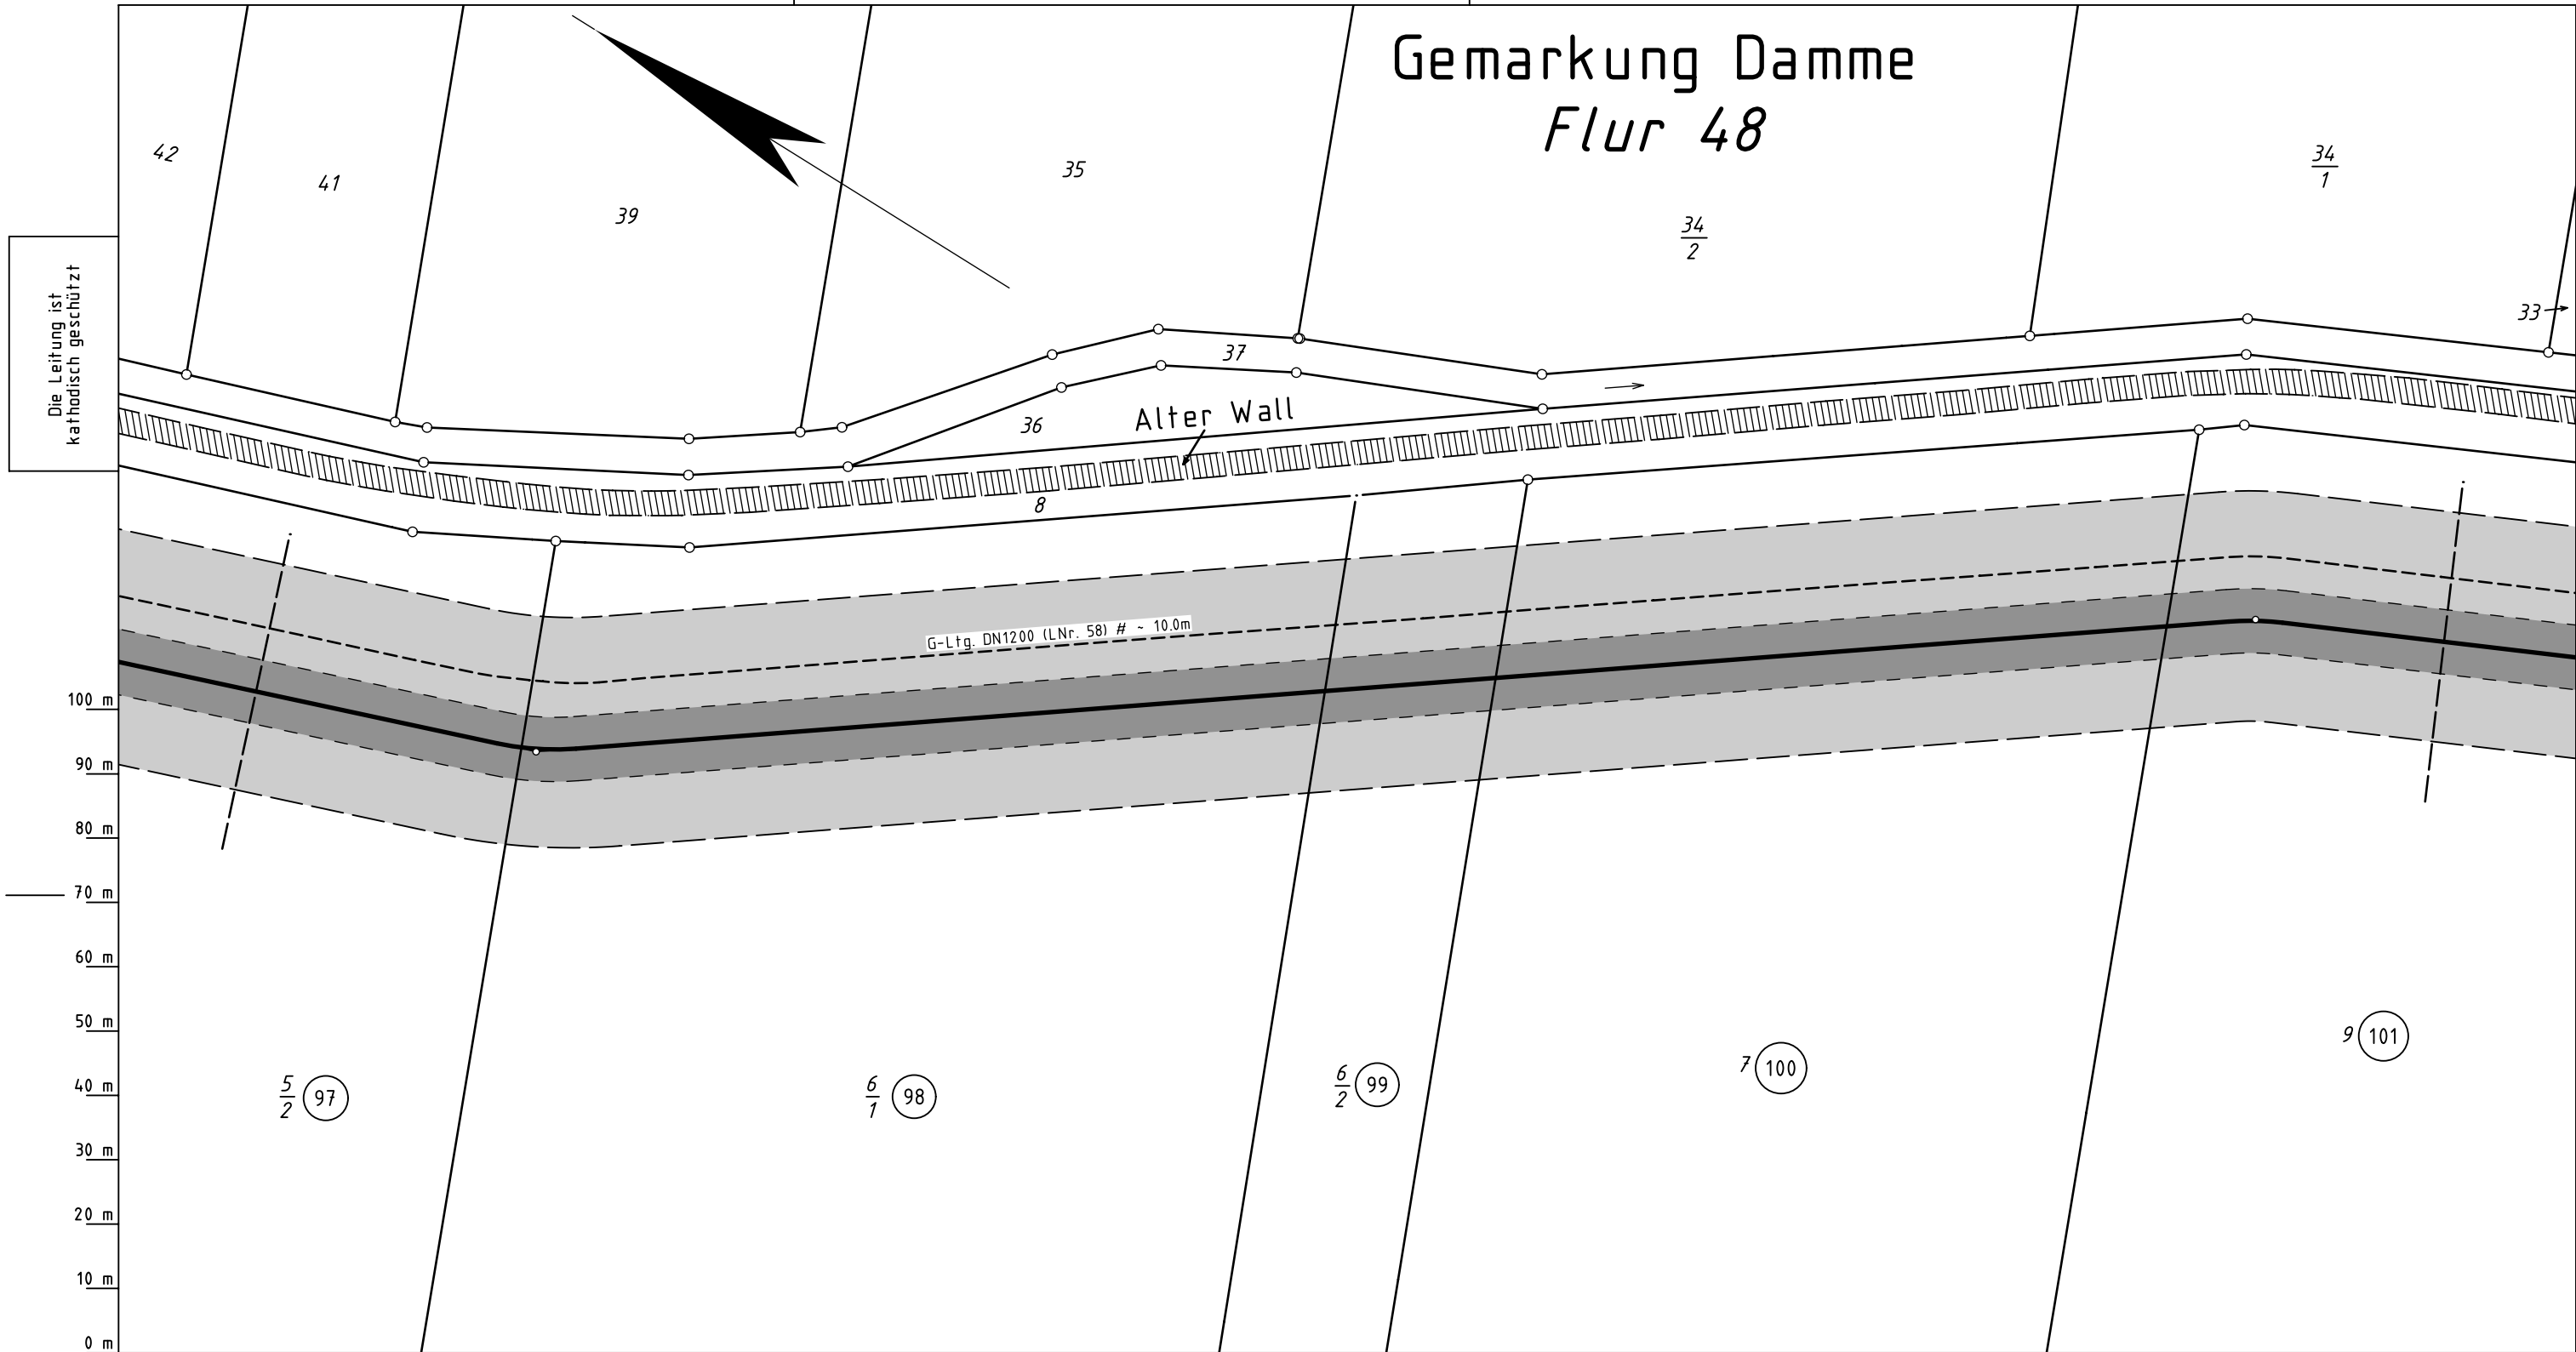 Gemarkung Damme
Flur 48
42
41
39
35
34
2
34
1
33
37
36
Alter Wall
8
Die Leitung ist
kathodisch geschützt
G-Ltg. DN1200 (LNr. 58) # ~ 10.0m
100 m
90 m
80 m
70 m
60 m
50 m
40 m
30 m
20 m
10 m
0 m
5
2
97
6
1
98
6
2
99
7 100
9 101